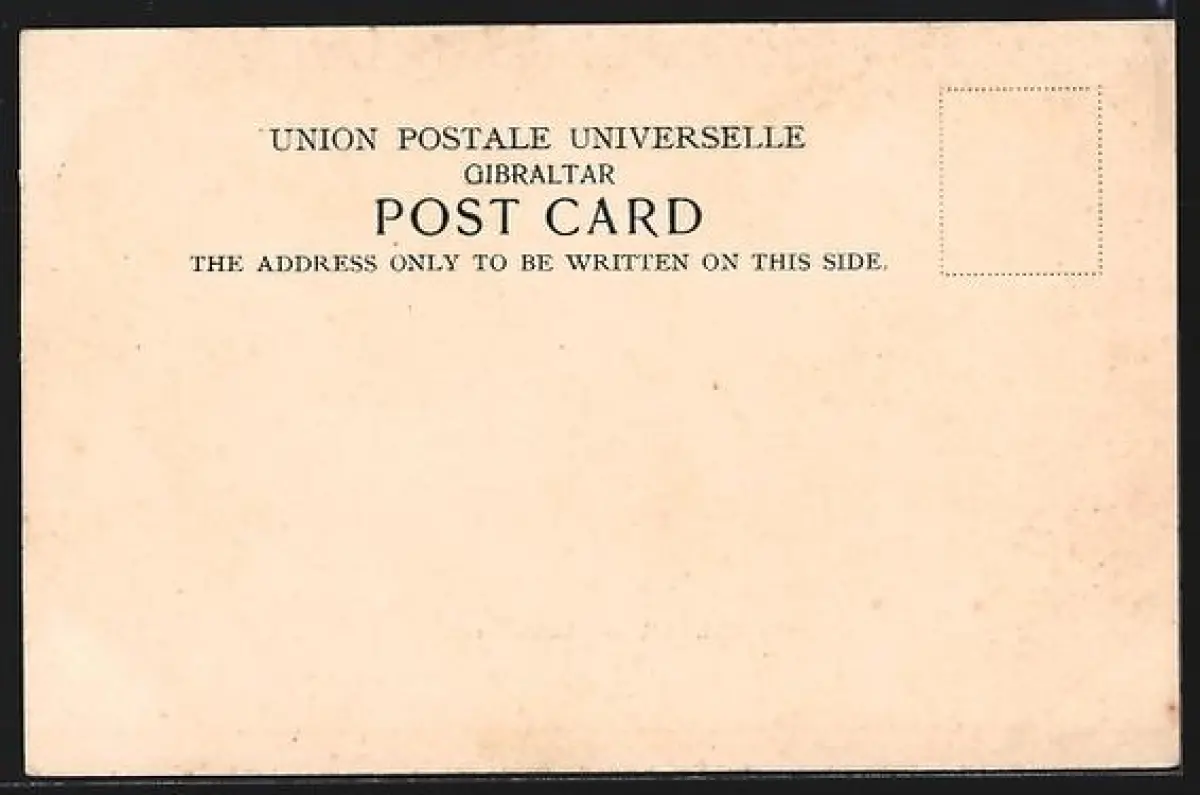 UNION POSTALE UNIVERSELLE
GIBRALTAR
POST CARD
THE ADDRESS ONLY TO BE WRITTEN ON THIS SIDE.